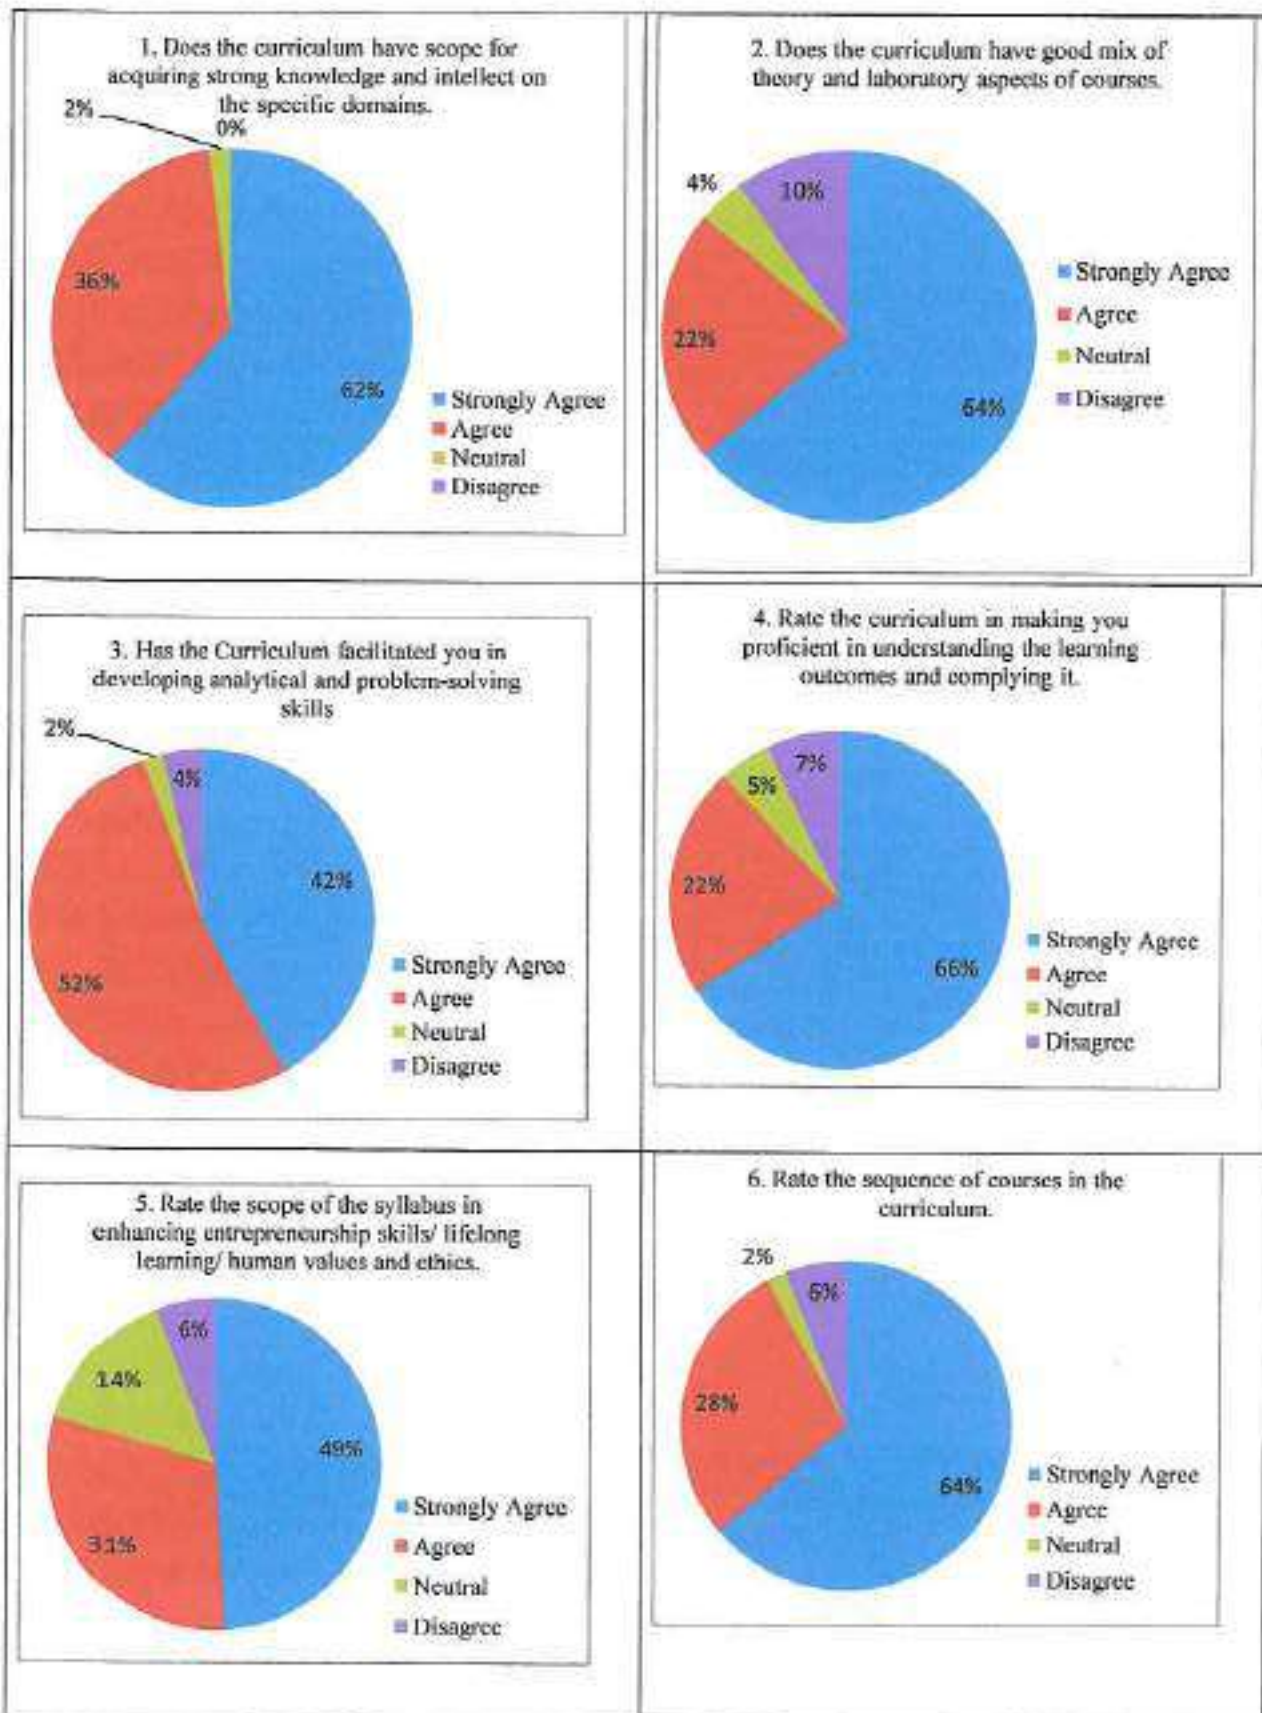 1. Does the curriculum have scope for
acquiring strong knowledge and intellect on
the specific domains.
2%
0%
36%
62%
Strongly Agree
Agree
Neutral
Disagree
2. Does the curriculum have good mix of
theory and laboratory aspects of courses.
4%
10%
22%
64%
Strongly Agree
Agree
Neutral
Disagree
3. Has the Curriculum facilitated you in
developing analytical and problem-solving
skills
2%
4%
42%
52%
Strongly Agree
Agree
Neutral
Disagree
4. Rate the curriculum in making you
proficient in understanding the learning
outcomes and complying it.
7%
5%
22%
66%
Strongly Agree
Agree
Neutral
Disagree
5. Rate the scope of the syllabus in
enhancing entrepreneurship skills/ lifelong
learning/ human values and ethics.
6%
14%
49%
31%
Strongly Agree
Agree
Neutral
Disagree
6. Rate the sequence of courses in the
curriculum.
2%
6%
28%
64%
Strongly Agree
Agree
Neutral
Disagree